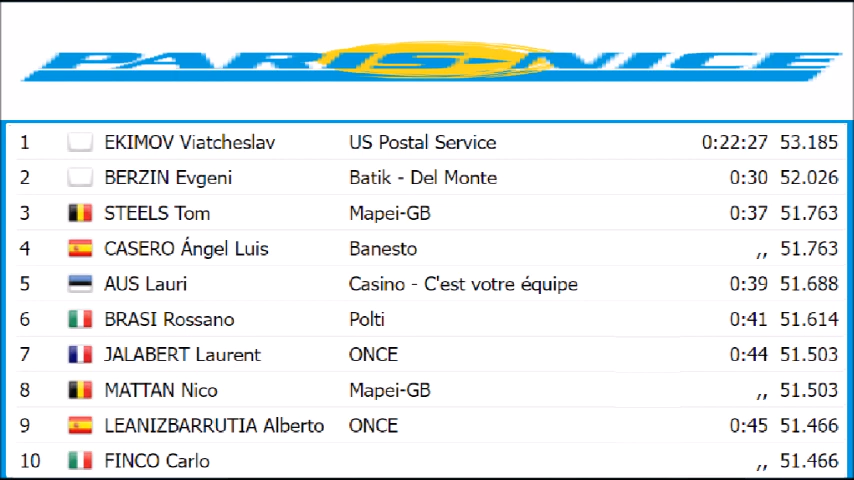 PARIS-NICE
1 EKIMOV Viatcheslav US Postal Service 0:22:27 53.185
2 BERZIN Evgeni Batik - Del Monte 0:30 52.026
3 STEELS Tom Mapei-GB 0:37 51.763
4 CASERO Ángel Luis Banesto ,, 51.763
5 AUS Lauri Casino - C'est votre équipe 0:39 51.688
6 BRASI Rossano Polti 0:41 51.614
7 JALABERT Laurent ONCE 0:44 51.503
8 MATTAN Nico Mapei-GB ,, 51.503
9 LEANIZBARRUTIA Alberto ONCE 0:45 51.466
10 FINCO Carlo ,, 51.466